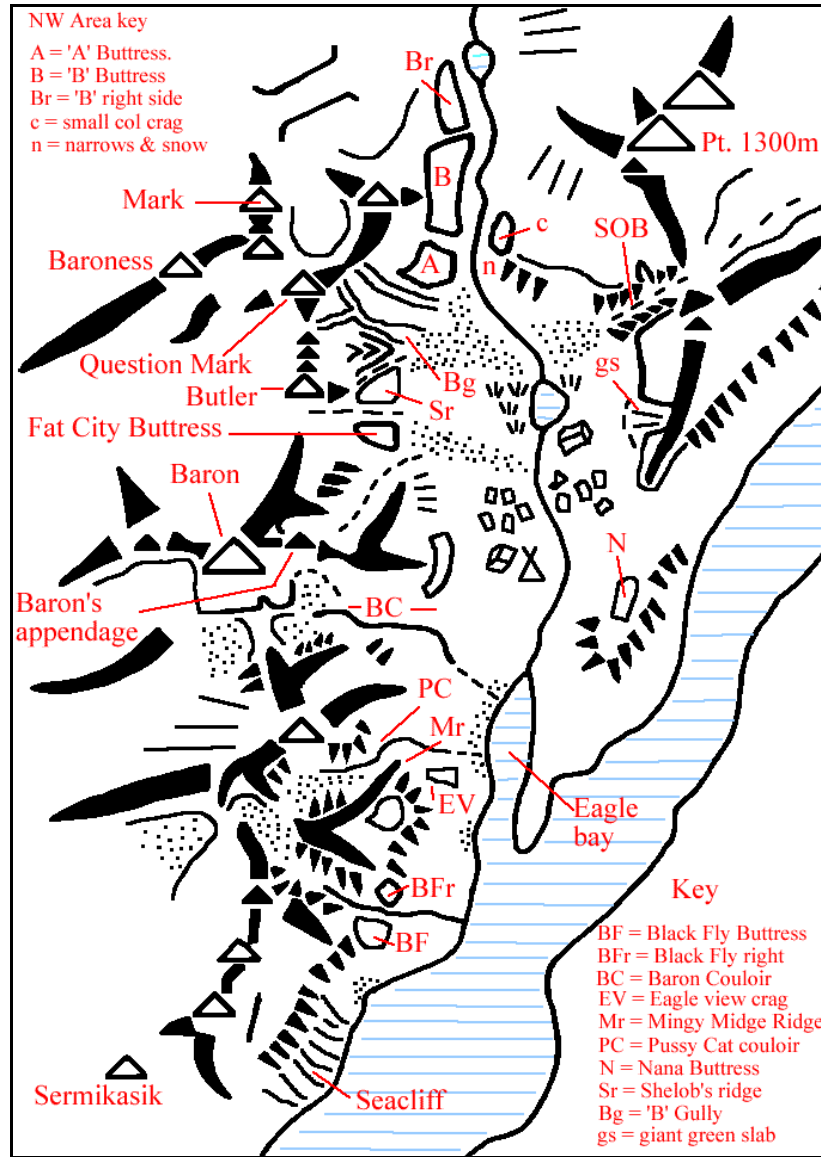 NW Area key
A = 'A' Buttress.
B = 'B' Buttress
Br = 'B' right side
c = small col crag
n = narrows & snow
Br
Pt. 1300m
B
Mark
c
SOB
Baroness
A
n
Question Mark
Bg
gs
Butler
Sr
Fat City Buttress
Baron
N
Baron's
appendage
BC
PC
Mr
EV
Eagle
bay
BFr
BF
Key
BF = Black Fly Buttress
BFr = Black Fly right
BC = Baron Couloir
EV = Eagle view crag
Mr = Mingy Midge Ridge
PC = Pussy Cat couloir
N = Nana Buttress
Sr = Shelob's ridge
Bg = 'B' Gully
gs = giant green slab
Sermikasik
Seacliff